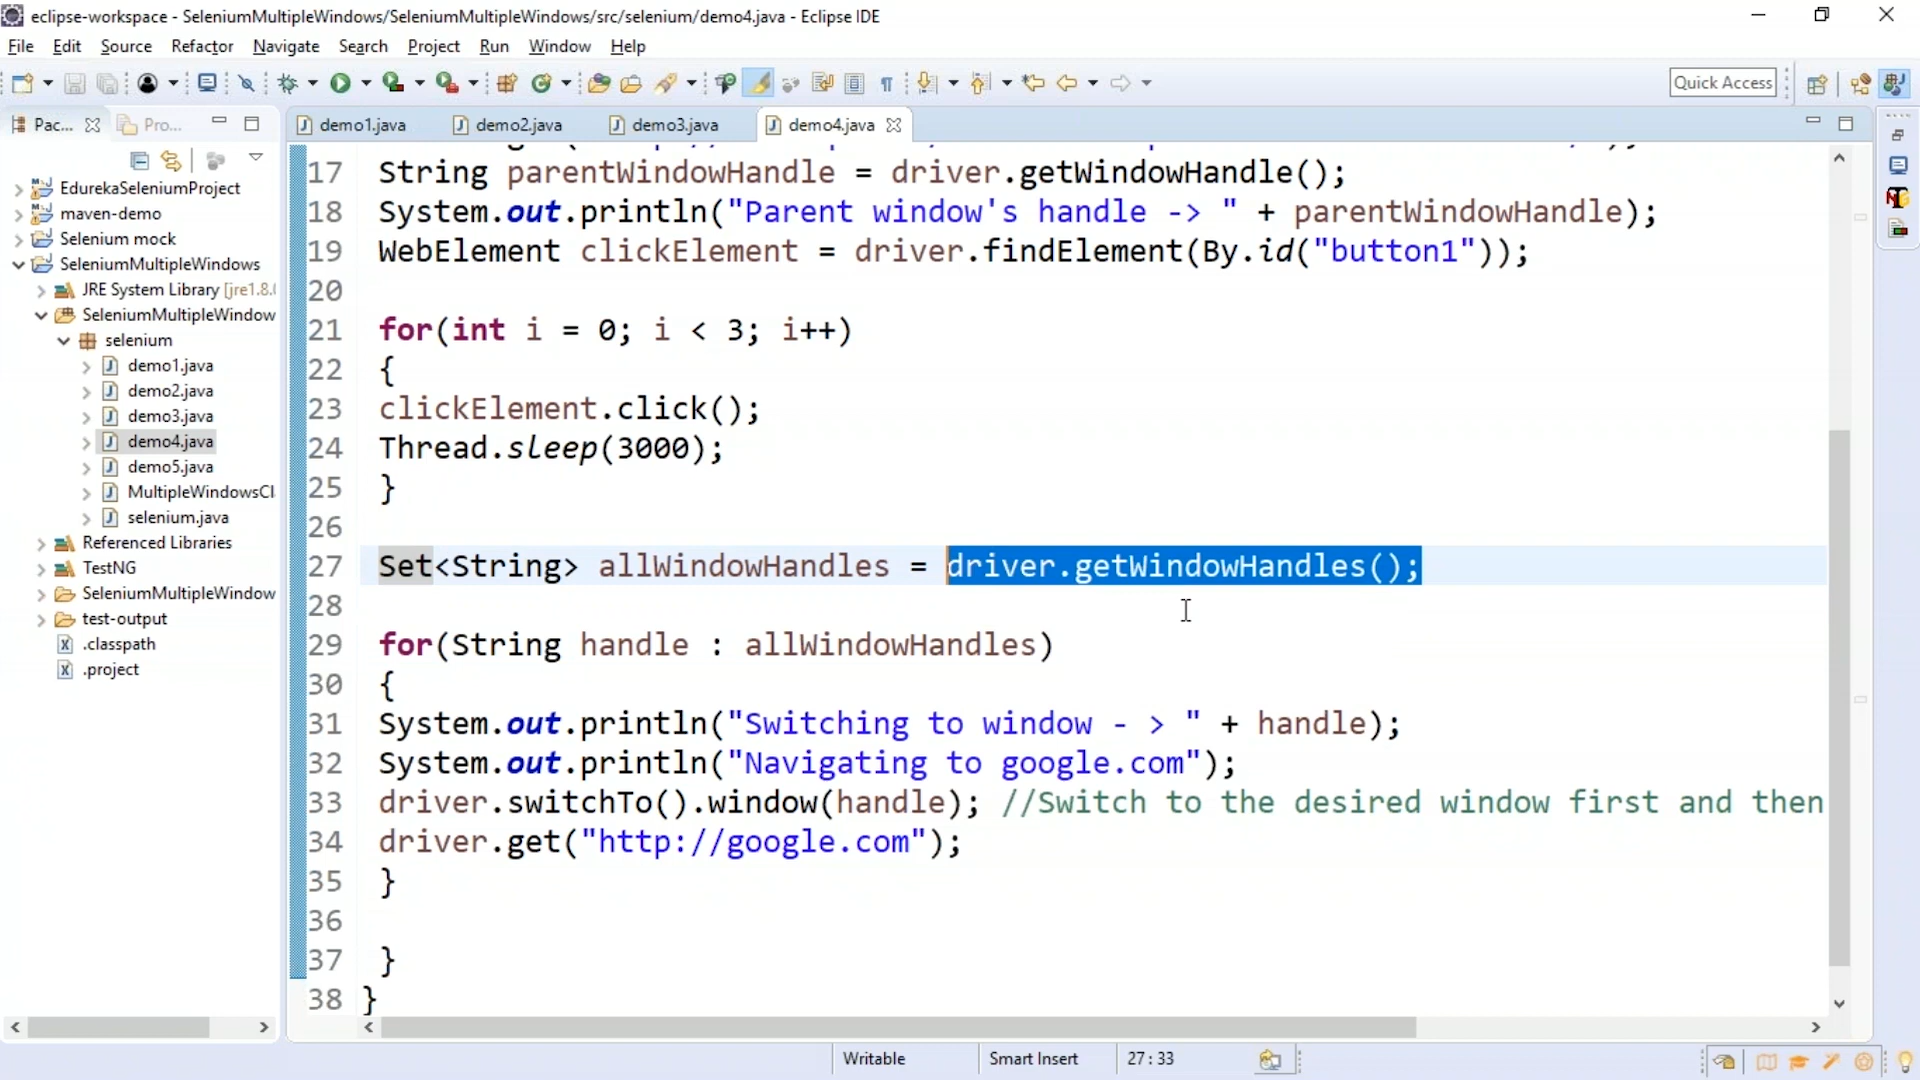 eclipse-workspace - SeleniumMultipleWindows/SeleniumMultipleWindows/src/selenium/demo4.java - Eclipse IDE
File Edit Source Refactor Navigate Search Project Run Window Help
Quick Access
Pac... Pro...
demo1.java demo2.java demo3.java demo4.java
EdurekaSeleniumProject
maven-demo
Selenium mock
SeleniumMultipleWindows
JRE System Library [jre1.8.
SeleniumMultipleWindow
selenium
demo1.java
demo2.java
demo3.java
demo4.java
demo5.java
MultipleWindowsCl
selenium.java
Referenced Libraries
TestNG
SeleniumMultipleWindow
test-output
.classpath
.project
17 String parentWindowHandle = driver.getWindowHandle();
18 System.out.println("Parent window's handle -> " + parentWindowHandle);
19 WebElement clickElement = driver.findElement(By.id("button1"));
20
21 for(int i = 0; i < 3; i++)
22 {
23 clickElement.click();
24 Thread.sleep(3000);
25 }
26
27 Set<String> allWindowHandles = driver.getWindowHandles();
28
29 for(String handle : allWindowHandles)
30 {
31 System.out.println("Switching to window - > " + handle);
32 System.out.println("Navigating to google.com");
33 driver.switchTo().window(handle); //Switch to the desired window first and then
34 driver.get("http://google.com");
35 }
36
37 }
38 }
Writable Smart Insert 27 : 33